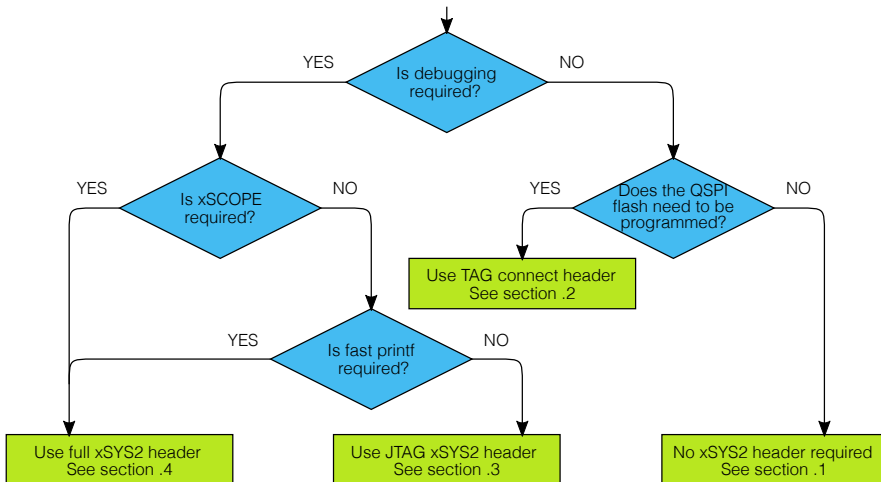 YES
Is debugging
required?
NO
YES
Is xSCOPE
required?
NO
YES
Does the QSPI
flash need to be
programmed?
NO
Use TAG connect header
See section .2
YES
Is fast printf
required?
NO
Use full xSYS2 header
See section .4
Use JTAG xSYS2 header
See section .3
No xSYS2 header required
See section .1